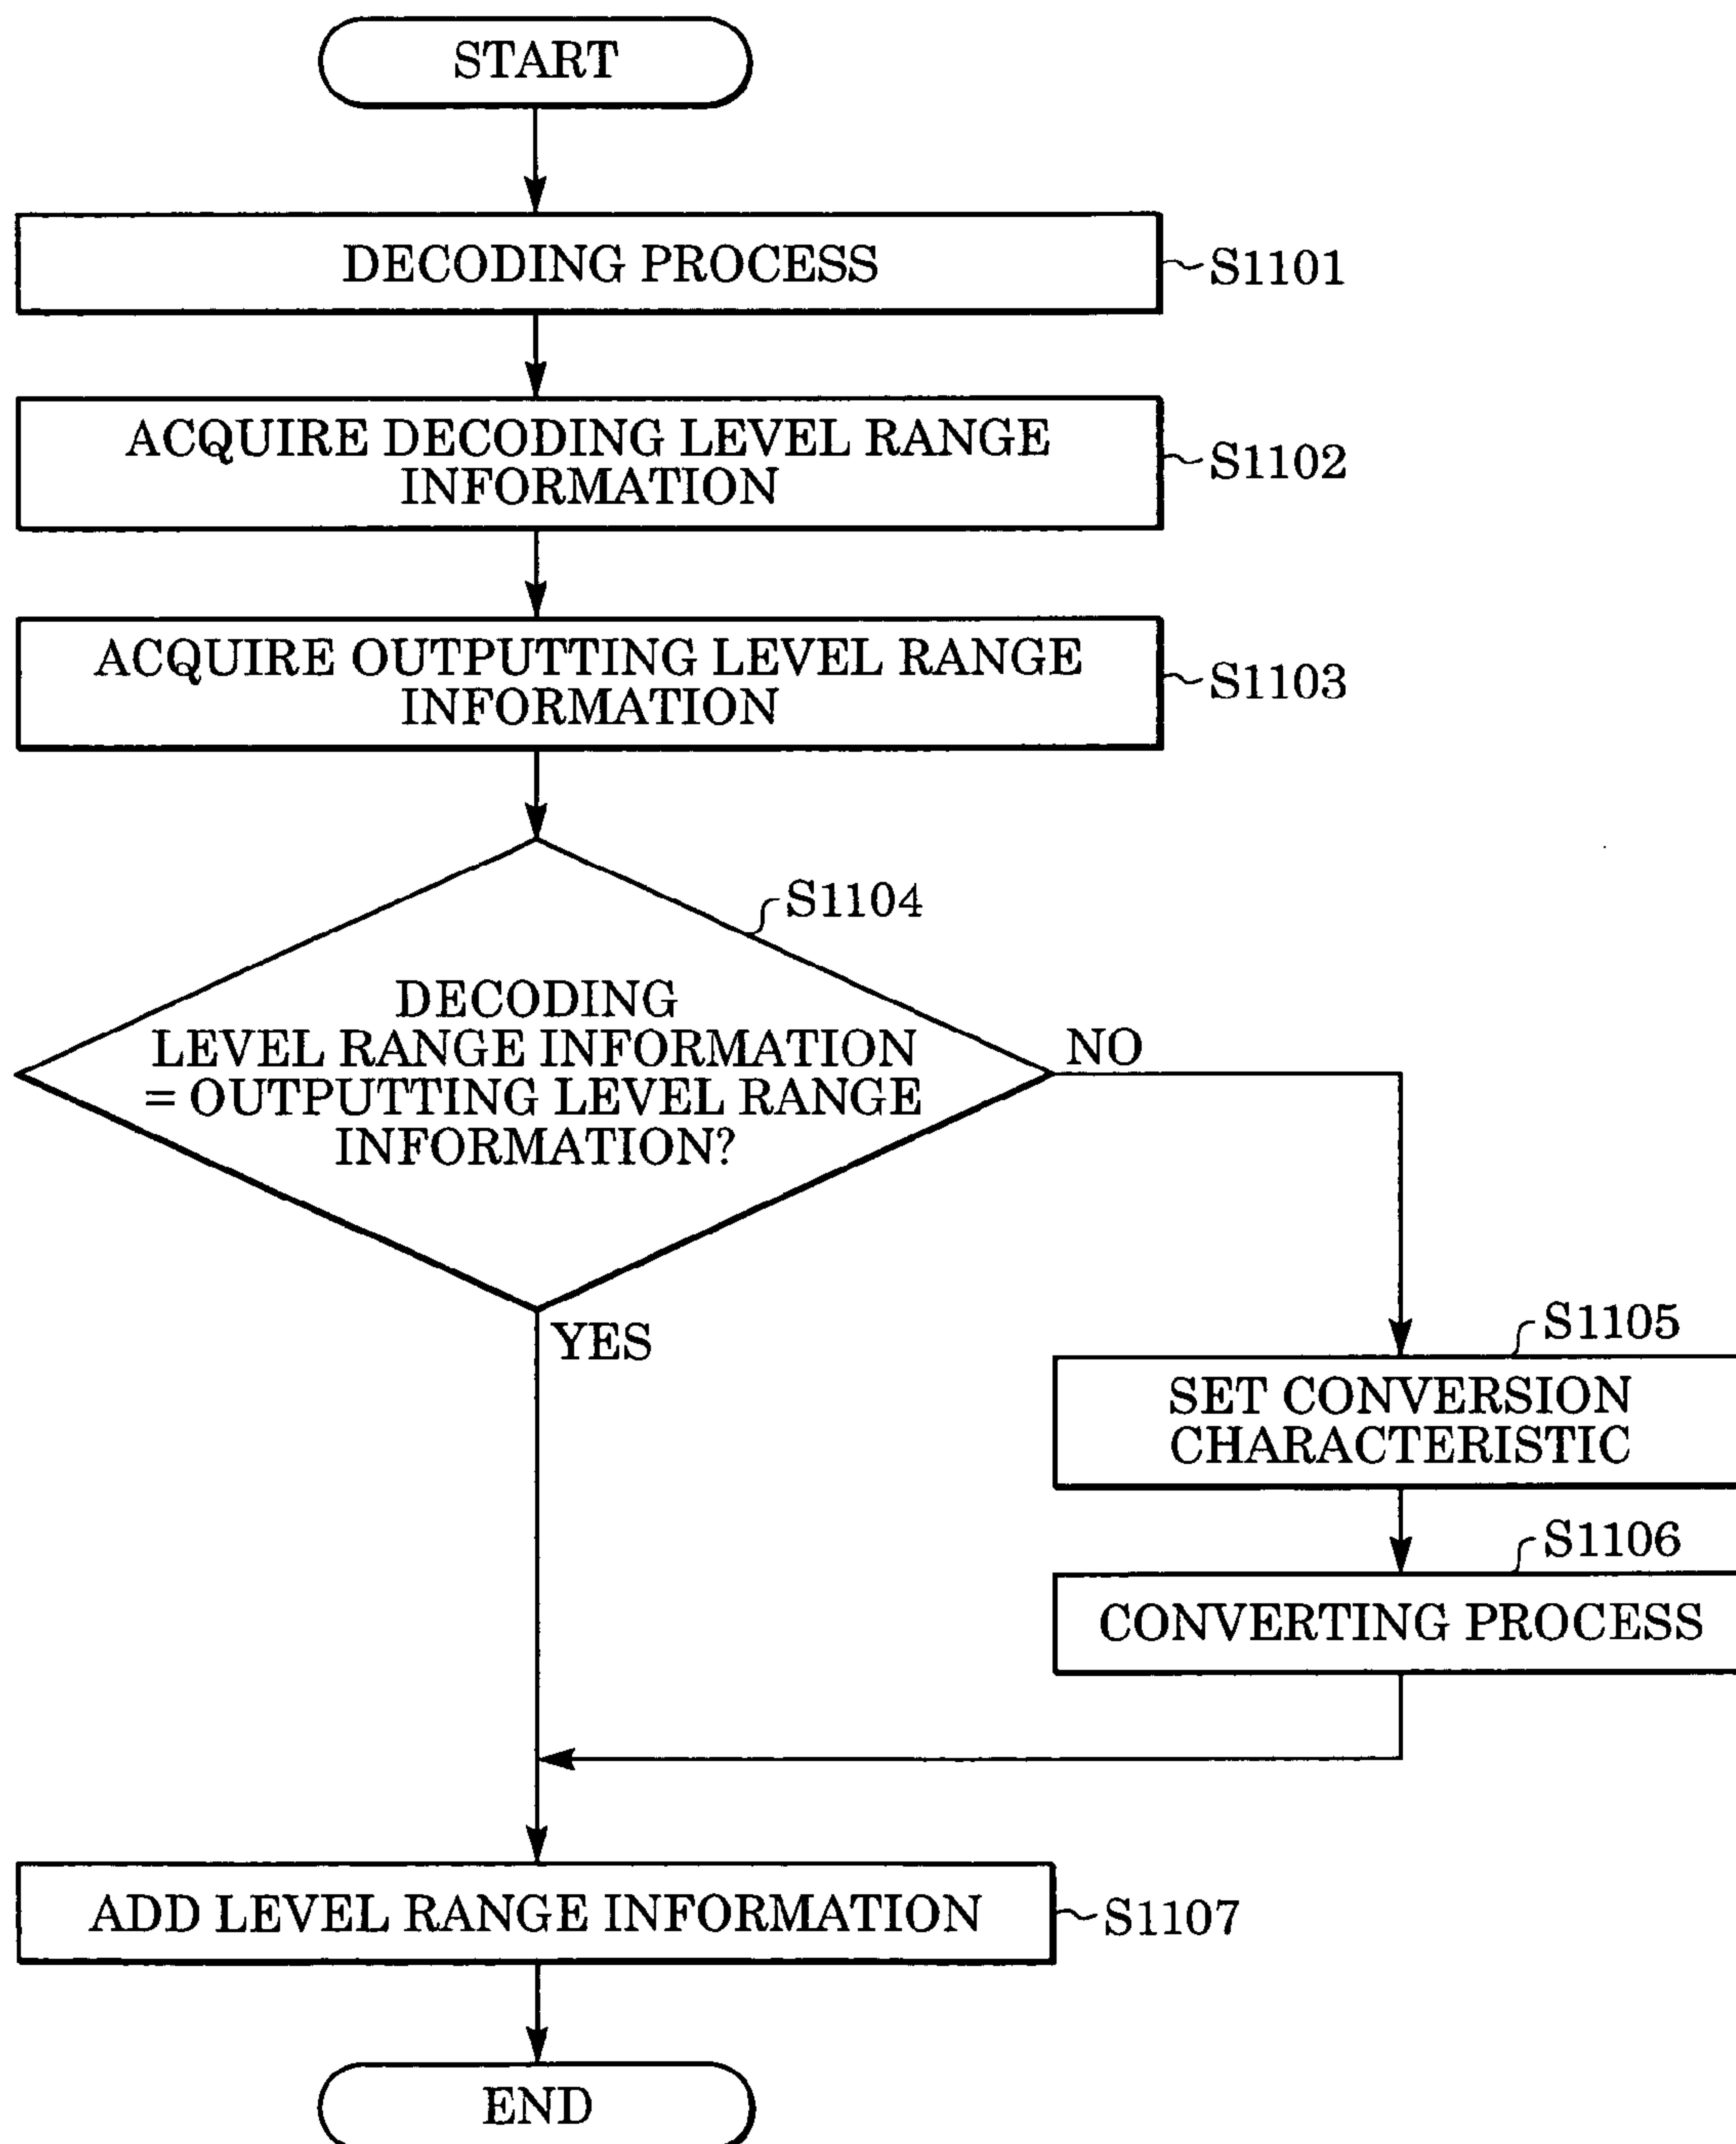 START
DECODING PROCESS
S1101
ACQUIRE DECODING LEVEL RANGE
INFORMATION
S1102
ACQUIRE OUTPUTTING LEVEL RANGE
INFORMATION
S1103
S1104
DECODING
LEVEL RANGE INFORMATION
= OUTPUTTING LEVEL RANGE
INFORMATION?
NO
YES
S1105
SET CONVERSION
CHARACTERISTIC
S1106
CONVERTING PROCESS
ADD LEVEL RANGE INFORMATION
S1107
END